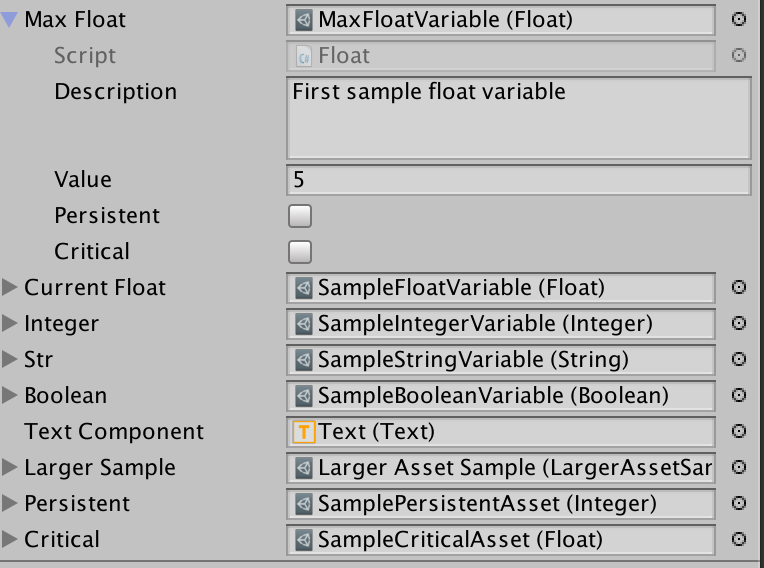 Max Float MaxFloatVariable (Float)
Script Float
Description First sample float variable
Value 5
Persistent
Critical
Current Float SampleFloatVariable (Float)
Integer SampleIntegerVariable (Integer)
Str SampleStringVariable (String)
Boolean SampleBooleanVariable (Boolean)
Text Component Text (Text)
Larger Sample Larger Asset Sample (LargerAssetSar
Persistent SamplePersistentAsset (Integer)
Critical SampleCriticalAsset (Float)